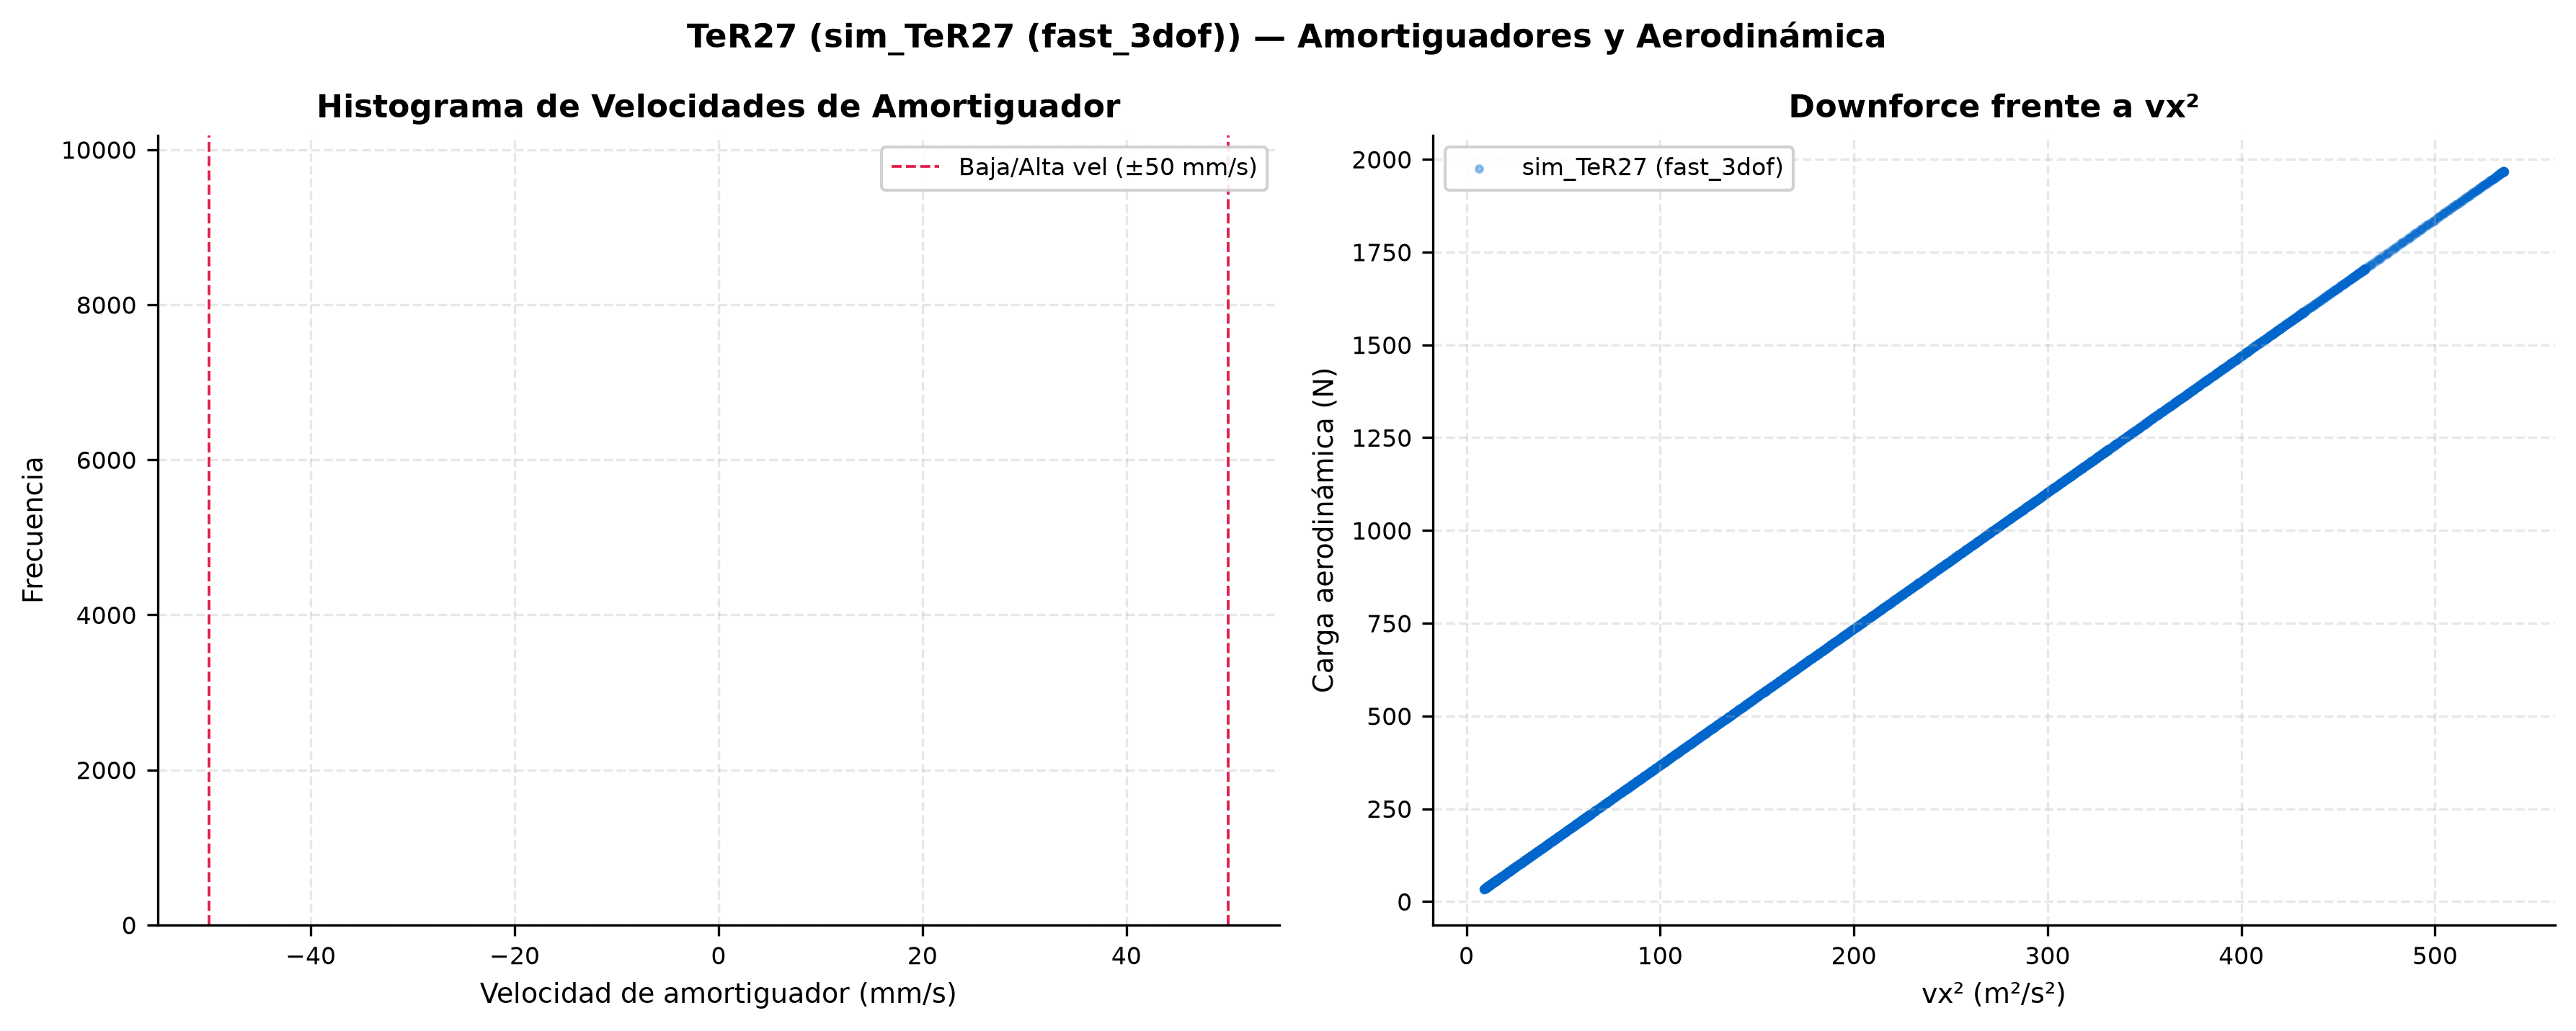 TeR27 (sim_TeR27 (fast_3dof)) — Amortiguadores y Aerodinámica
Histograma de Velocidades de Amortiguador
Frecuencia
10000
8000
6000
4000
2000
0
−40
−20
0
20
40
Velocidad de amortiguador (mm/s)
Baja/Alta vel (±50 mm/s)
Downforce frente a vx²
Carga aerodinámica (N)
2000
1750
1500
1250
1000
750
500
250
0
0
100
200
300
400
500
vx² (m²/s²)
sim_TeR27 (fast_3dof)